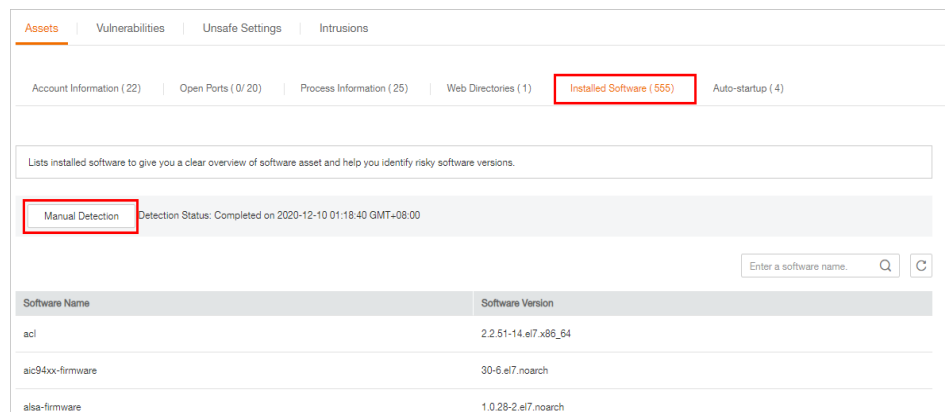 Assets Vulnerabilities Unsafe Settings Intrusions
Account Information ( 22 ) Open Ports ( 0/ 20 ) Process Information ( 25 ) Web Directories ( 1 ) Installed Software ( 555 ) Auto-startup ( 4 )
Lists installed software to give you a clear overview of software asset and help you identify risky software versions.
Manual Detection Detection Status: Completed on 2020-12-10 01:18:40 GMT+08:00
Enter a software name.
Software Name Software Version
acl 2.2.51-14.el7.x86_64
aic94xx-firmware 30-6.el7.noarch
alsa-firmware 1.0.28-2.el7.noarch